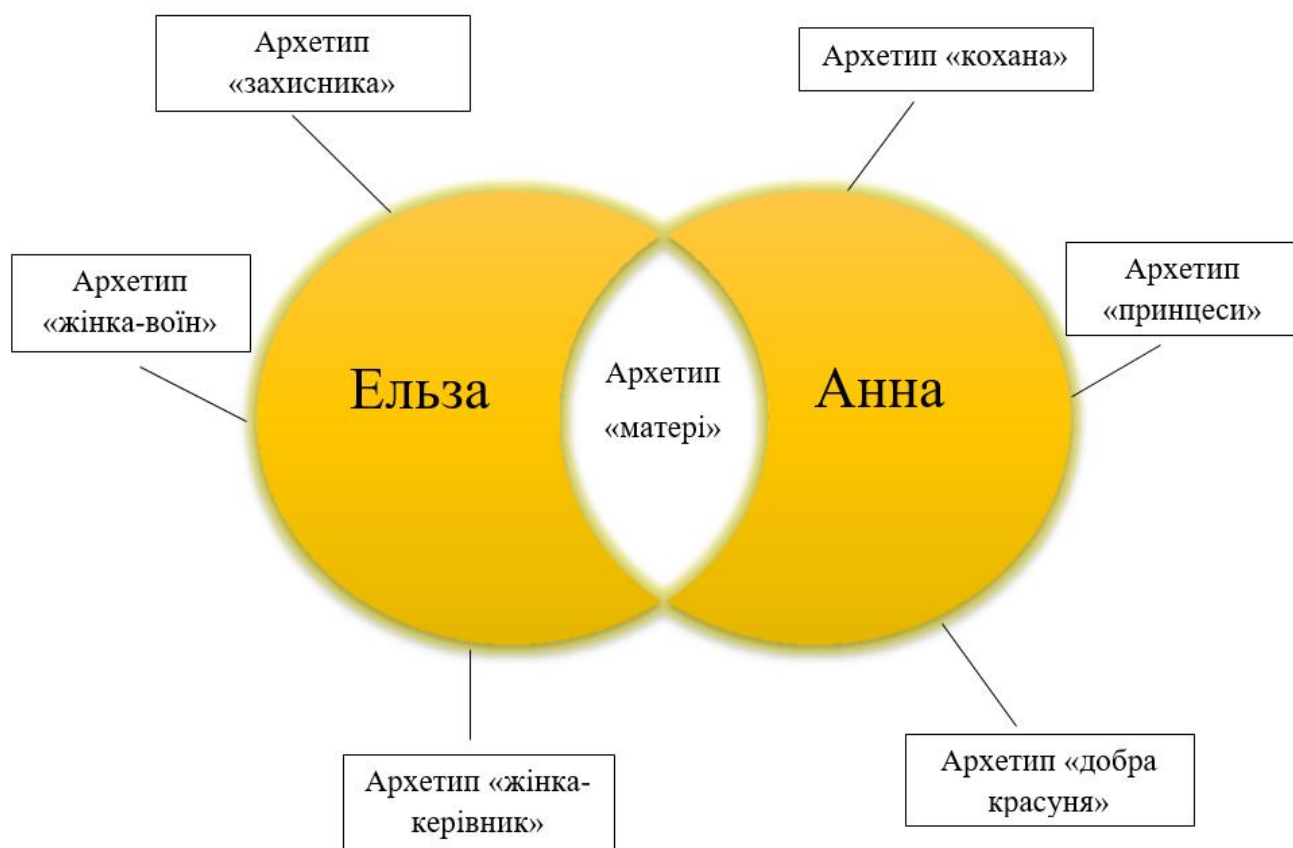 Архетип
«захисника»
Архетип «кохана»
Архетип
«жінка-воїн»
Архетип
«принцеси»
Ельза
Архетип
«матері»
Анна
Архетип «жінка-
керівник»
Архетип «добра
красуня»